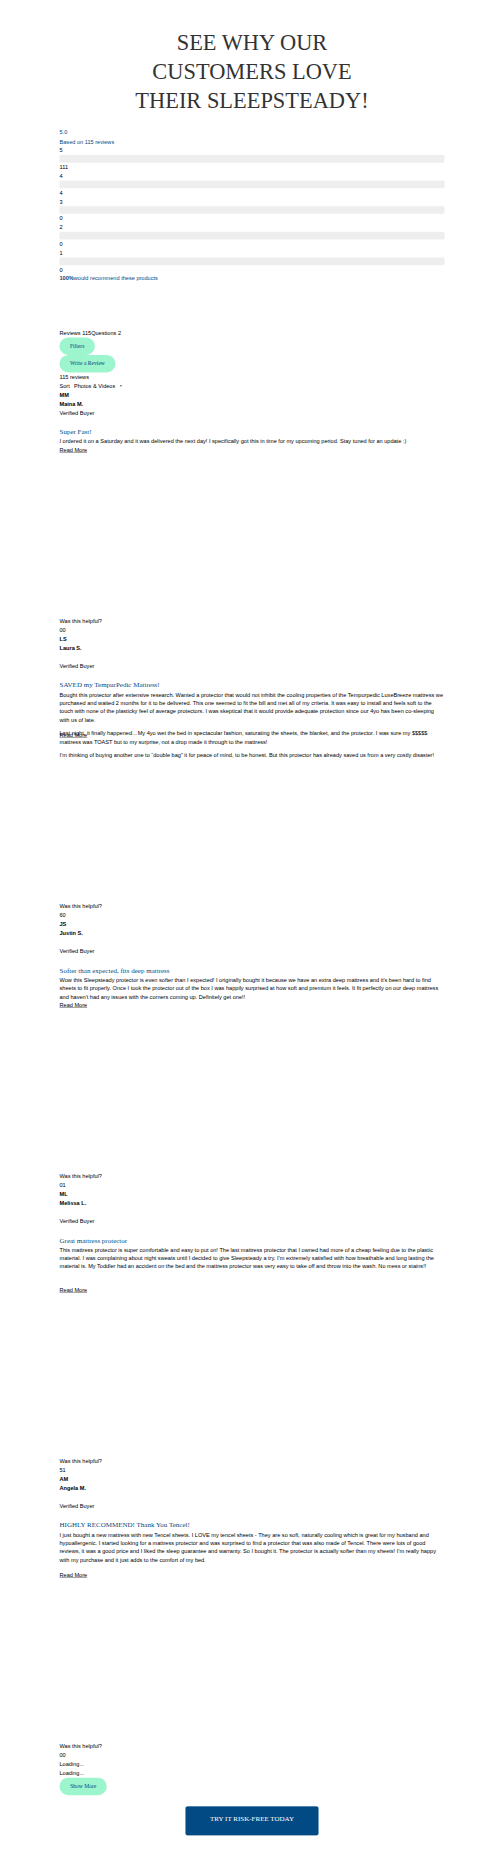 SEE WHY OUR
CUSTOMERS LOVE
THEIR SLEEPSTEADY!
5.0
Based on 115 reviews
5
111
4
4
3
0
2
0
1
0
100%would recommend these products
Reviews 115Questions 2
Filters
Write a Review
115 reviews
Sort Photos & Videos
MM
Maina M.
Verified Buyer
Super Fast!
I ordered it on a Saturday and it was delivered the next day! I specifically got this in time for my upcoming period. Stay tuned for an update :)
Read More
Was this helpful?
00
LS
Laura S.
Verified Buyer
SAVED my TempurPedic Mattress!
Bought this protector after extensive research. Wanted a protector that would not inhibit the cooling properties of the Tempurpedic LuxeBreeze mattress we
purchased and waited 2 months for it to be delivered. This one seemed to fit the bill and met all of my criteria. It was easy to install and feels soft to the
touch with none of the plasticky feel of average protectors. I was skeptical that it would provide adequate protection since our 4yo has been co-sleeping
with us of late.
Last night, it finally happened... My 4yo wet the bed in spectacular fashion, saturating the sheets, the blanket, and the protector. I was sure my $$$$$
Read More
mattress was TOAST but to my surprise, not a drop made it through to the mattress!
I'm thinking of buying another one to "double bag" it for peace of mind, to be honest. But this protector has already saved us from a very costly disaster!
Was this helpful?
60
JS
Justin S.
Verified Buyer
Softer than expected, fits deep mattress
Wow this Sleepsteady protector is even softer than I expected! I originally bought it because we have an extra deep mattress and it's been hard to find
sheets to fit properly. Once I took the protector out of the box I was happily surprised at how soft and premium it feels. It fit perfectly on our deep mattress
and haven't had any issues with the corners coming up. Definitely get one!!
Read More
Was this helpful?
01
ML
Melissa L.
Verified Buyer
Great mattress protector
This mattress protector is super comfortable and easy to put on! The last mattress protector that I owned had more of a cheap feeling due to the plastic
material. I was complaining about night sweats until I decided to give Sleepsteady a try. I'm extremely satisfied with how breathable and long lasting the
material is. My Toddler had an accident on the bed and the mattress protector was very easy to take off and throw into the wash. No mess or stains!!
Read More
Was this helpful?
51
AM
Angela M.
Verified Buyer
HIGHLY RECOMMEND! Thank You Tencel!
I just bought a new mattress with new Tencel sheets. I LOVE my tencel sheets - They are so soft, naturally cooling which is great for my husband and
hypoallergenic. I started looking for a mattress protector and was surprised to find a protector that was also made of Tencel. There were lots of good
reviews, it was a good price and I liked the sleep guarantee and warranty. So I bought it. The protector is actually softer than my sheets! I'm really happy
with my purchase and it just adds to the comfort of my bed.
Read More
Was this helpful?
00
Loading...
Loading...
Show More
TRY IT RISK-FREE TODAY